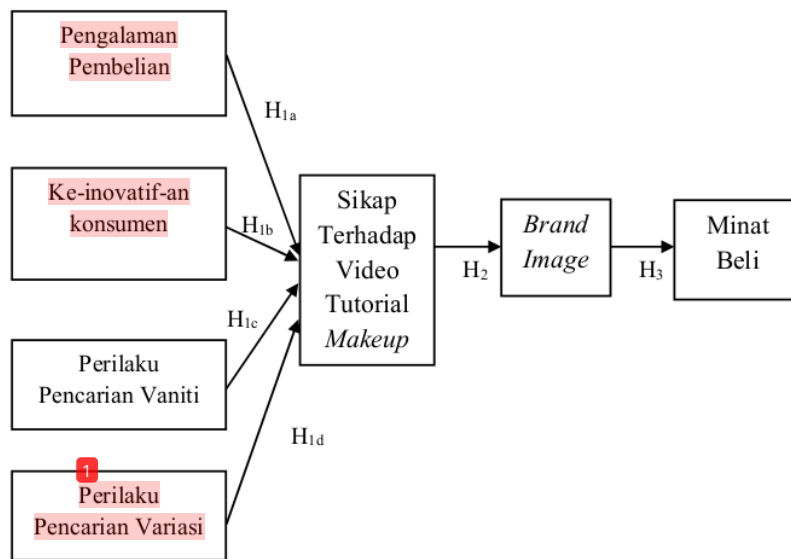 Pengalaman
Pembelian
H1a
Ke-inovatif-an
konsumen
H1b
Sikap
Terhadap
Video
Tutorial
Makeup
H2
Brand
Image
H3
Minat
Beli
H1c
Perilaku
Pencarian Vaniti
H1d
1
Perilaku
Pencarian Variasi